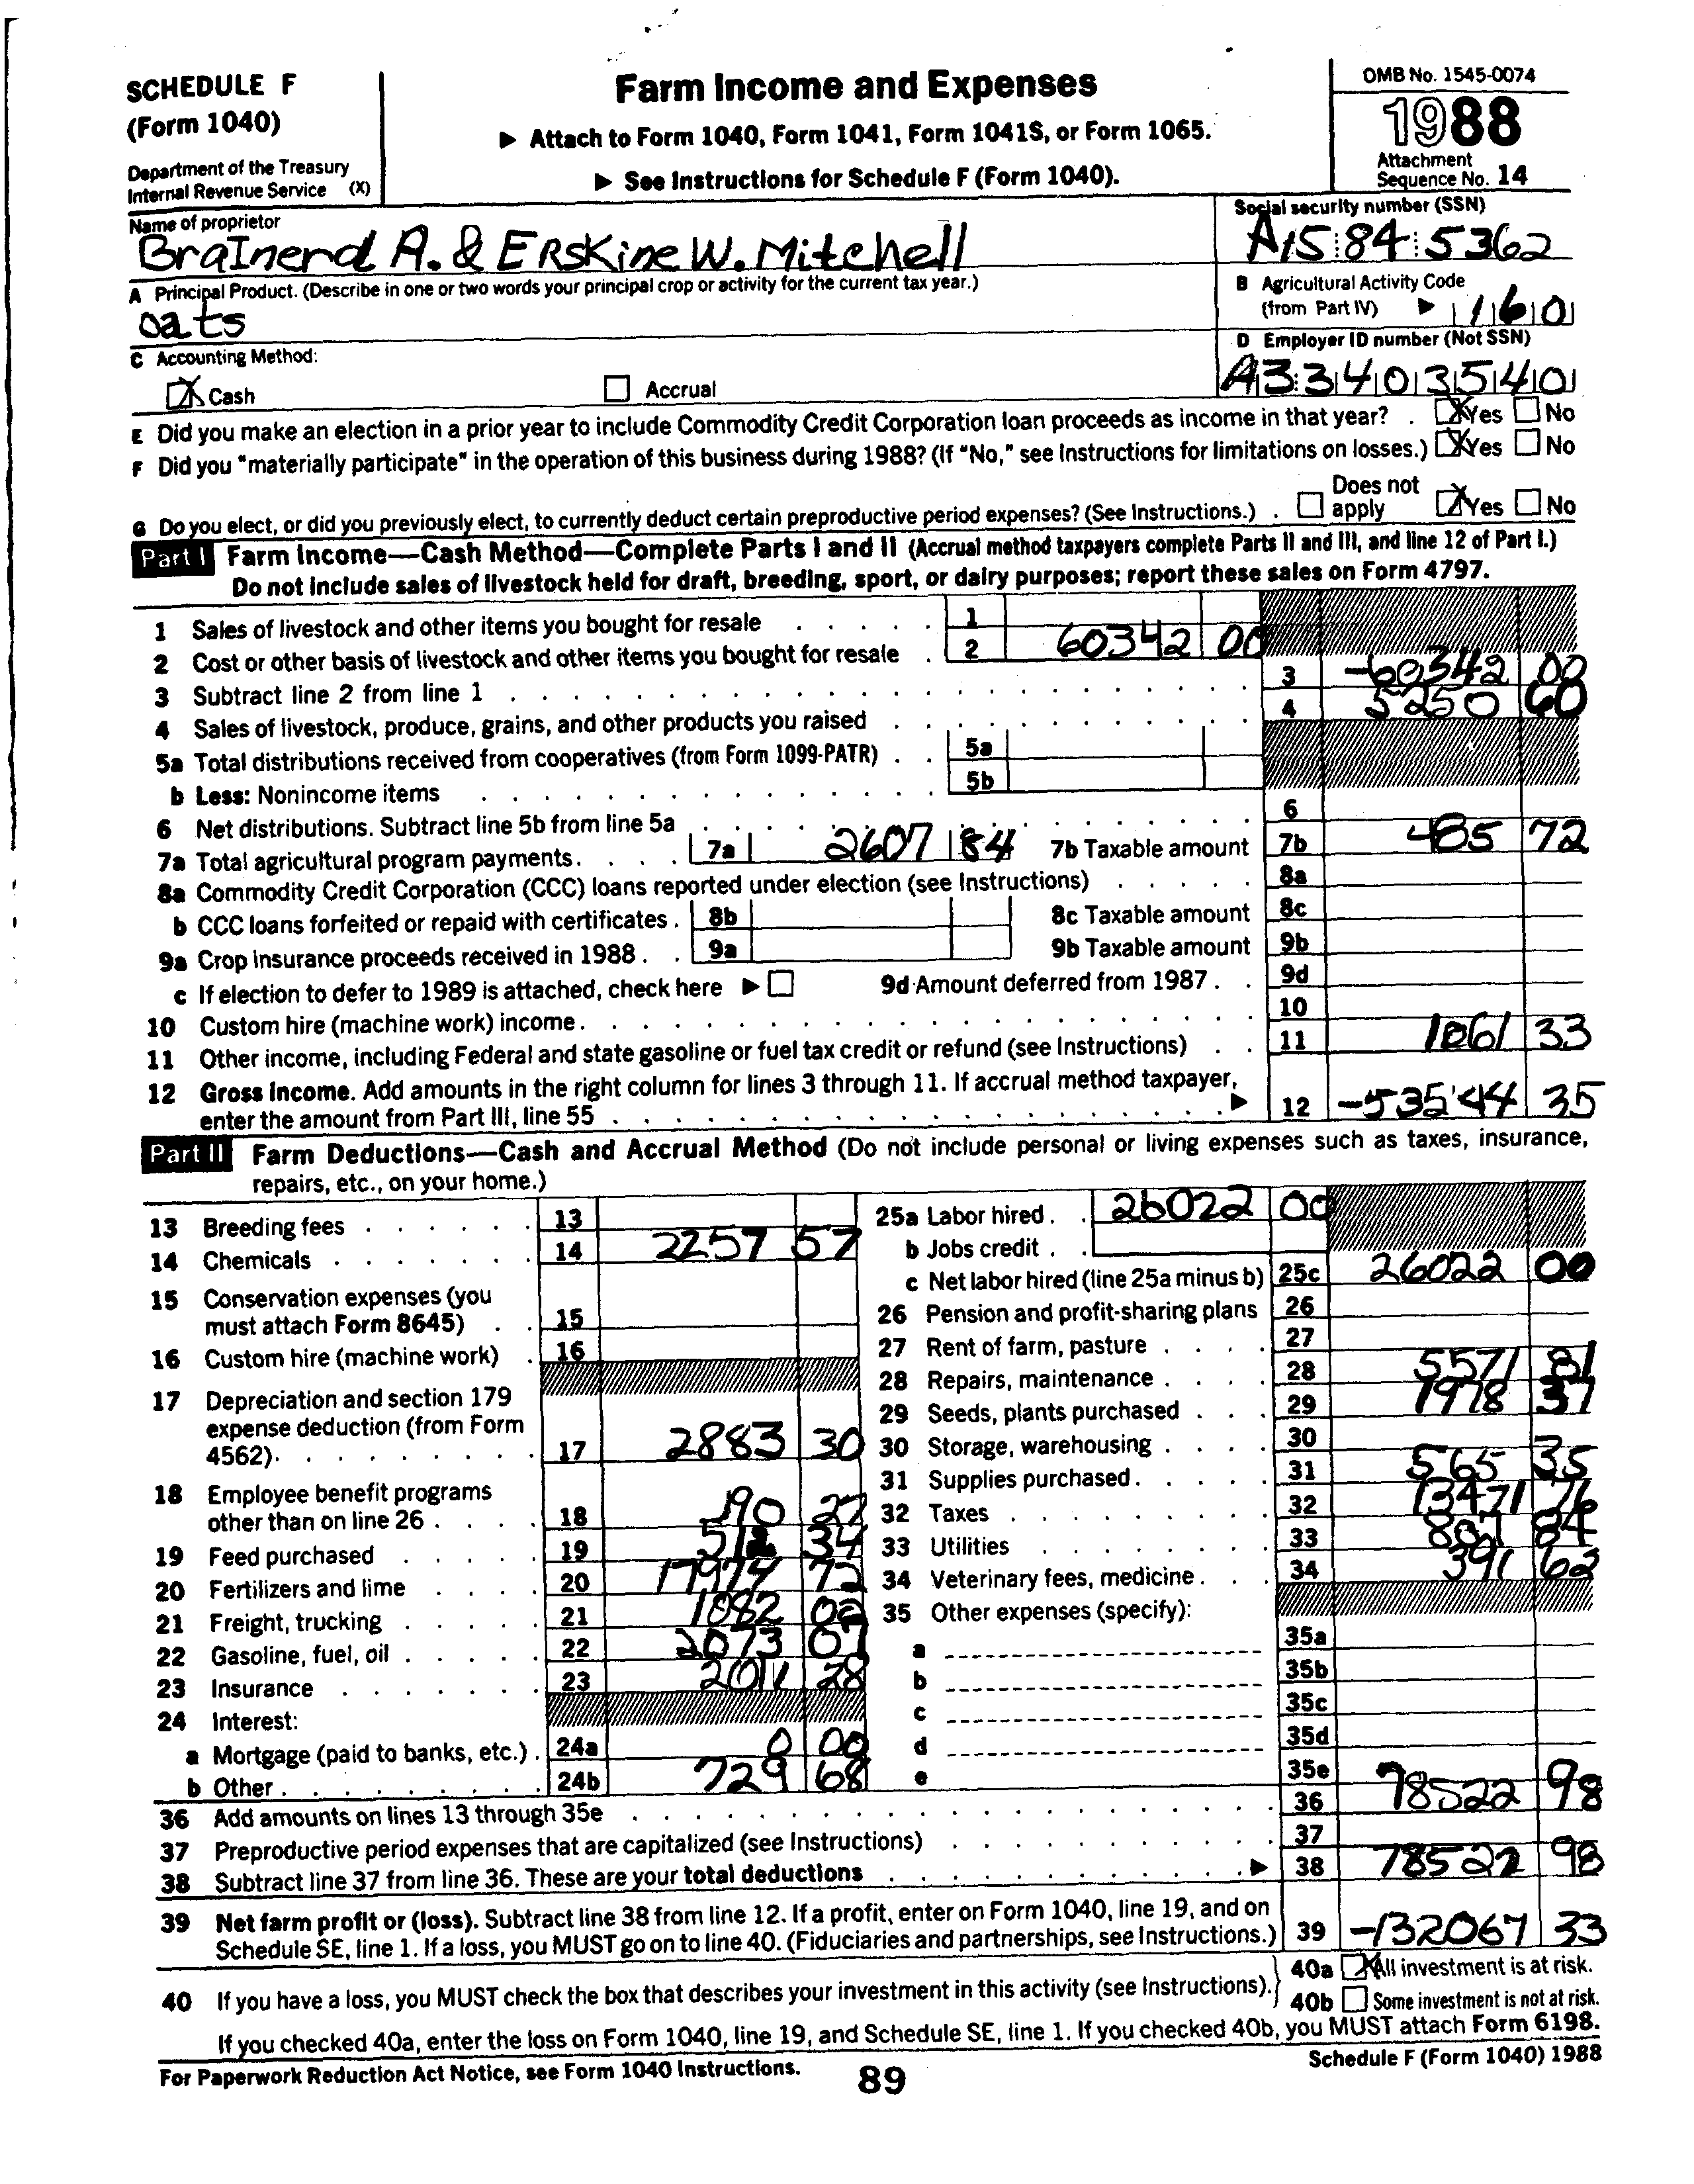 SCHEDULE F
(Form 1040)
Department of the Treasury
Internal Revenue Service (X)
Farm Income and Expenses
▶ Attach to Form 1040, Form 1041, Form 1041S, or Form 1065.
▶ See Instructions for Schedule F (Form 1040).
OMB No. 1545-0074
1988
Attachment
Sequence No. 14
Name of proprietor
BraInerd A. & ERSKine W. Mitchell
Social security number (SSN)
A15 84 5362
A Principal Product. (Describe in one or two words your principal crop or activity for the current tax year.)
oats
B Agricultural Activity Code
(from Part IV) ▶ 160
C Accounting Method:
X Cash Accrual
D Employer ID number (Not SSN)
A33403540
E Did you make an election in a prior year to include Commodity Credit Corporation loan proceeds as income in that year? . X Yes No
F Did you "materially participate" in the operation of this business during 1988? (If "No," see Instructions for limitations on losses.) X Yes No
G Do you elect, or did you previously elect, to currently deduct certain preproductive period expenses? (See Instructions.) . Does not apply X Yes No
Part I Farm Income—Cash Method—Complete Parts I and II (Accrual method taxpayers complete Parts II and III, and line 12 of Part I.)
Do not include sales of livestock held for draft, breeding, sport, or dairy purposes; report these sales on Form 4797.
1 Sales of livestock and other items you bought for resale . . . . . 1
2 Cost or other basis of livestock and other items you bought for resale . 2 60342 00
3 Subtract line 2 from line 1 . . . . 3 -60342 00
4 Sales of livestock, produce, grains, and other products you raised . . . . 4 5250 60
5a Total distributions received from cooperatives (from Form 1099-PATR) . . 5a
b Less: Nonincome items . . . . 5b
6 Net distributions. Subtract line 5b from line 5a . . . . 6
7a Total agricultural program payments. . . . 7a 2607 84 7b Taxable amount 7b 485 72
8a Commodity Credit Corporation (CCC) loans reported under election (see Instructions) . . . . . 8a
b CCC loans forfeited or repaid with certificates . 8b 8c Taxable amount 8c
9a Crop insurance proceeds received in 1988 . . 9a 9b Taxable amount 9b
c If election to defer to 1989 is attached, check here ▶ 9d Amount deferred from 1987 . . 9d
10 Custom hire (machine work) income. . . . 10
11 Other income, including Federal and state gasoline or fuel tax credit or refund (see Instructions) . . 11 1061 33
12 Gross Income. Add amounts in the right column for lines 3 through 11. If accrual method taxpayer,
enter the amount from Part III, line 55 . . . . ▶ 12 -53544 35
Part II Farm Deductions—Cash and Accrual Method (Do not include personal or living expenses such as taxes, insurance,
repairs, etc., on your home.)
13 Breeding fees . . . . . . 13
14 Chemicals . . . . . . 14 2257 57
15 Conservation expenses (you
must attach Form 8645) . . 15
16 Custom hire (machine work) . 16
17 Depreciation and section 179
expense deduction (from Form
4562). . . . . . . . 17 2883 30
18 Employee benefit programs
other than on line 26 . . . . 18 190 27
19 Feed purchased . . . . . 19 512 34
20 Fertilizers and lime . . . . 20 17974 72
21 Freight, trucking . . . . . 21 1082 02
22 Gasoline, fuel, oil . . . . . 22 2073 07
23 Insurance . . . . . . . 23 2011 28
24 Interest:
a Mortgage (paid to banks, etc.) . 24a 0 00
b Other . . . . . . . . 24b 729 68
25a Labor hired . . 26022 00
b Jobs credit . .
c Net labor hired (line 25a minus b) 25c 26022 00
26 Pension and profit-sharing plans 26
27 Rent of farm, pasture . . . . 27
28 Repairs, maintenance . . . . 28 5571 81
29 Seeds, plants purchased . . . 29 1978 37
30 Storage, warehousing . . . . 30
31 Supplies purchased. . . . . 31 565 35
32 Taxes . . . . . . . . 32 13471 76
33 Utilities . . . . . . . 33 807 84
34 Veterinary fees, medicine. . . 34 391 62
35 Other expenses (specify):
a 35a
b 35b
c 35c
d 35d
e 35e
36 Add amounts on lines 13 through 35e . . . . 36 78522 98
37 Preproductive period expenses that are capitalized (see Instructions) . . . . 37
38 Subtract line 37 from line 36. These are your total deductions . . . . ▶ 38 78522 98
39 Net farm profit or (loss). Subtract line 38 from line 12. If a profit, enter on Form 1040, line 19, and on
Schedule SE, line 1. If a loss, you MUST go on to line 40. (Fiduciaries and partnerships, see Instructions.) 39 -132067 33
40 If you have a loss, you MUST check the box that describes your investment in this activity (see Instructions).
40a X All investment is at risk.
40b Some investment is not at risk.
If you checked 40a, enter the loss on Form 1040, line 19, and Schedule SE, line 1. If you checked 40b, you MUST attach Form 6198.
For Paperwork Reduction Act Notice, see Form 1040 Instructions. 89 Schedule F (Form 1040) 1988